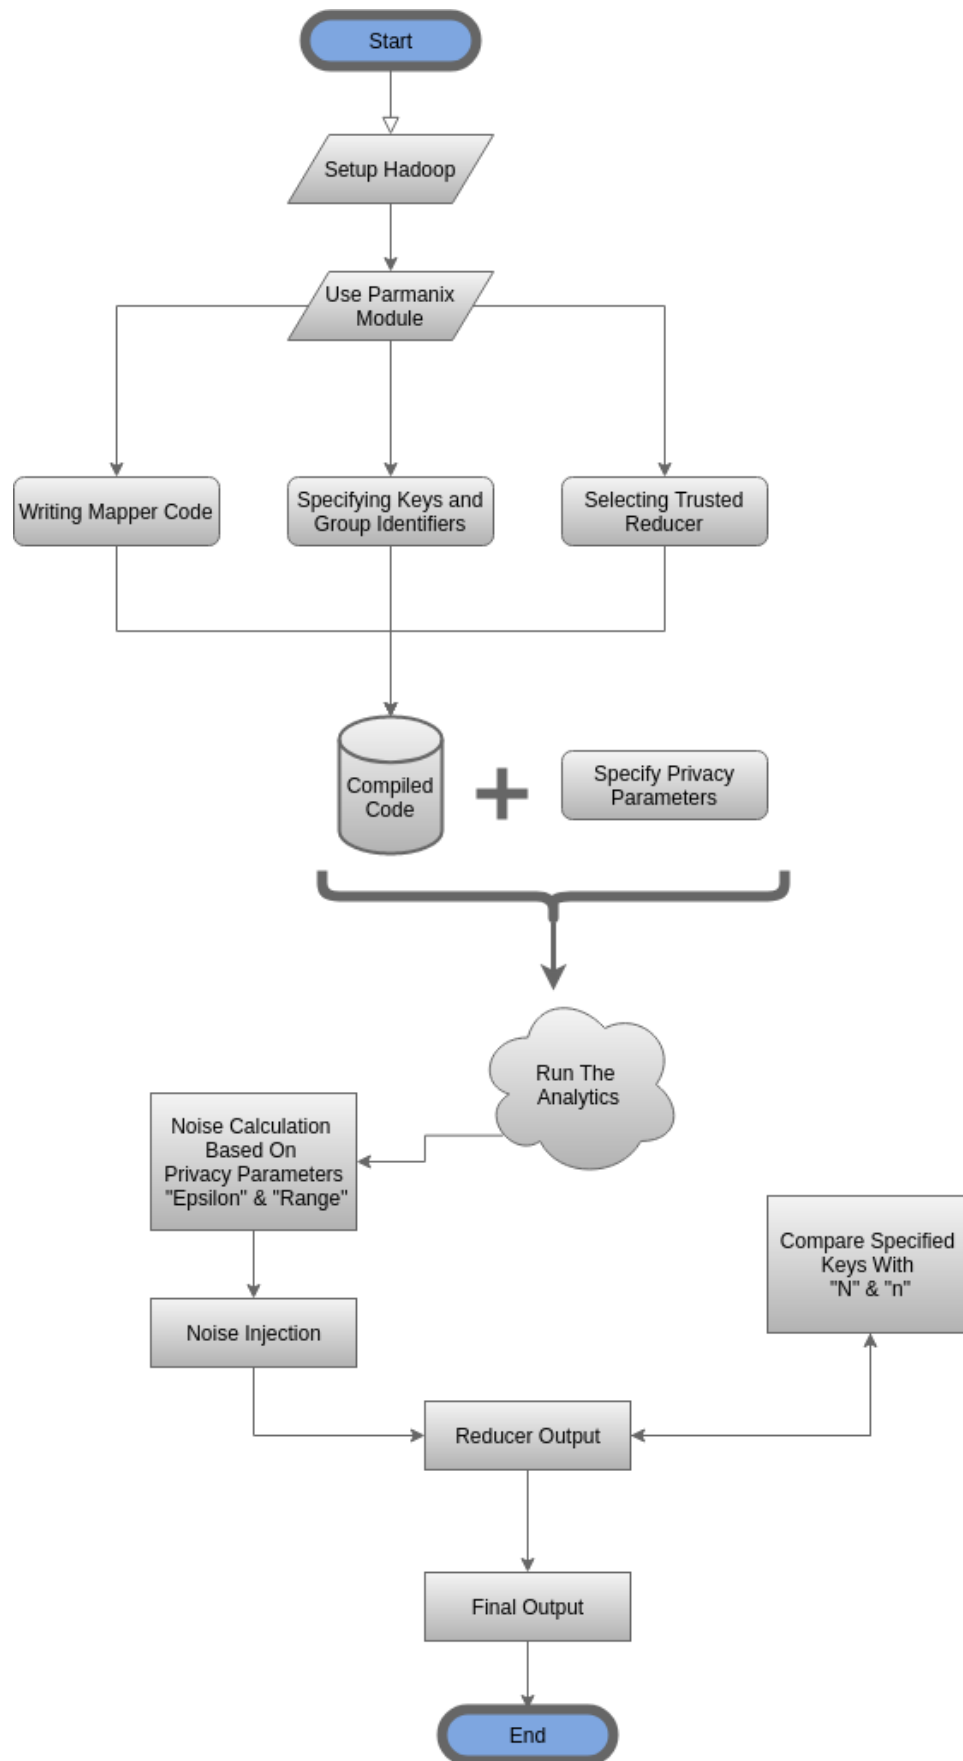 Start
Setup Hadoop
Use Parmanix
Module
Writing Mapper Code
Specifying Keys and
Group Identifiers
Selecting Trusted
Reducer
Compiled
Code
Specify Privacy
Parameters
Run The
Analytics
Noise Calculation
Based On
Privacy Parameters
"Epsilon" & "Range"
Compare Specified
Keys With
"N" & "n"
Noise Injection
Reducer Output
Final Output
End